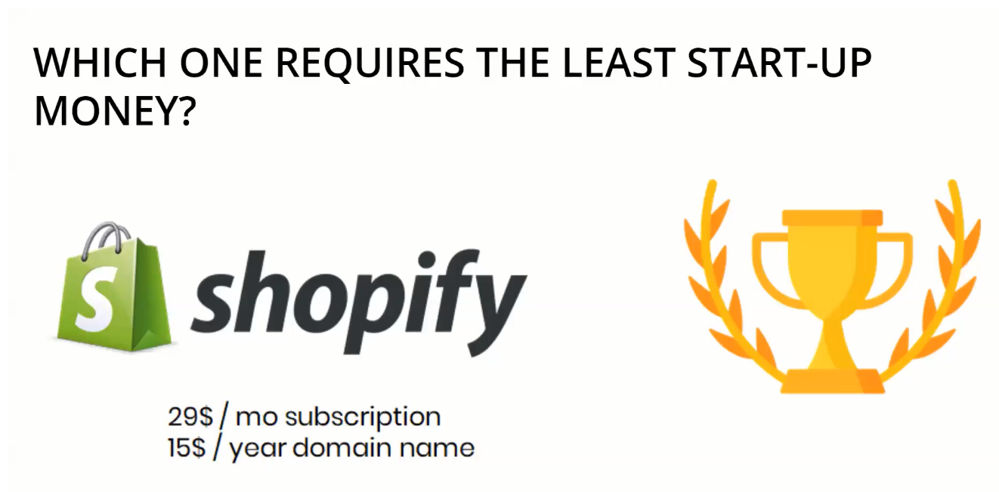 WHICH ONE REQUIRES THE LEAST START-UP
MONEY?
S
shopify
29$ / mo subscription
15$ / year domain name